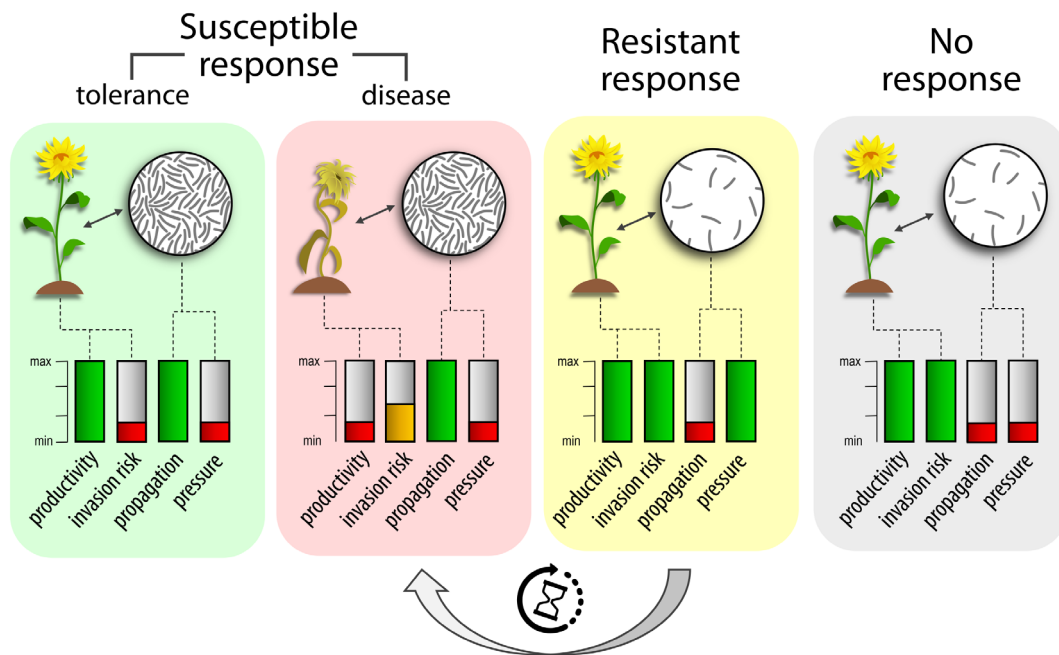 Susceptible
response
tolerance
disease
Resistant
response
No
response
max
min
productivity
invasion risk
propagation
pressure
max
min
productivity
invasion risk
propagation
pressure
max
min
productivity
invasion risk
propagation
pressure
max
min
productivity
invasion risk
propagation
pressure